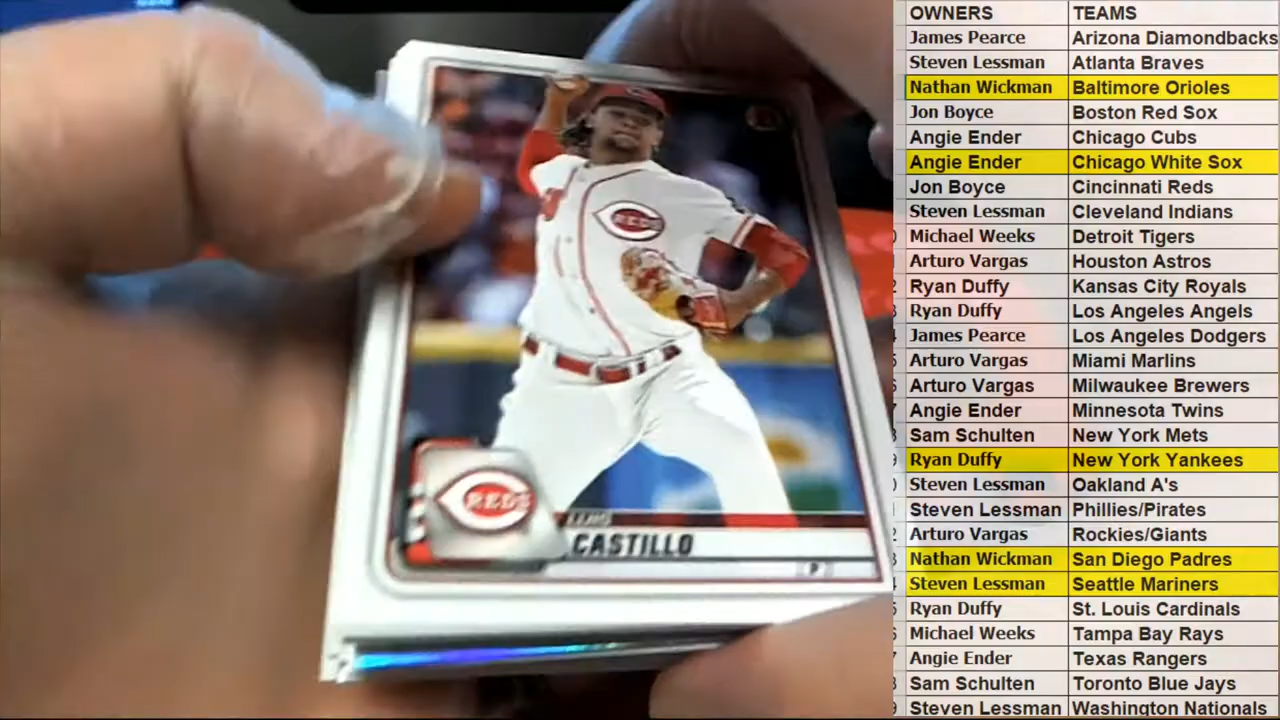 OWNERS TEAMS
James Pearce Arizona Diamondbacks
Steven Lessman Atlanta Braves
Nathan Wickman Baltimore Orioles
Jon Boyce Boston Red Sox
Angie Ender Chicago Cubs
Angie Ender Chicago White Sox
Jon Boyce Cincinnati Reds
Steven Lessman Cleveland Indians
Michael Weeks Detroit Tigers
Arturo Vargas Houston Astros
Ryan Duffy Kansas City Royals
Ryan Duffy Los Angeles Angels
James Pearce Los Angeles Dodgers
Arturo Vargas Miami Marlins
Arturo Vargas Milwaukee Brewers
Angie Ender Minnesota Twins
Sam Schulten New York Mets
Ryan Duffy New York Yankees
Steven Lessman Oakland A's
Steven Lessman Phillies/Pirates
Arturo Vargas Rockies/Giants
Nathan Wickman San Diego Padres
Steven Lessman Seattle Mariners
Ryan Duffy St. Louis Cardinals
Michael Weeks Tampa Bay Rays
Angie Ender Texas Rangers
Sam Schulten Toronto Blue Jays
Steven Lessman Washington Nationals
REDS
REDS
CASTILLO
P